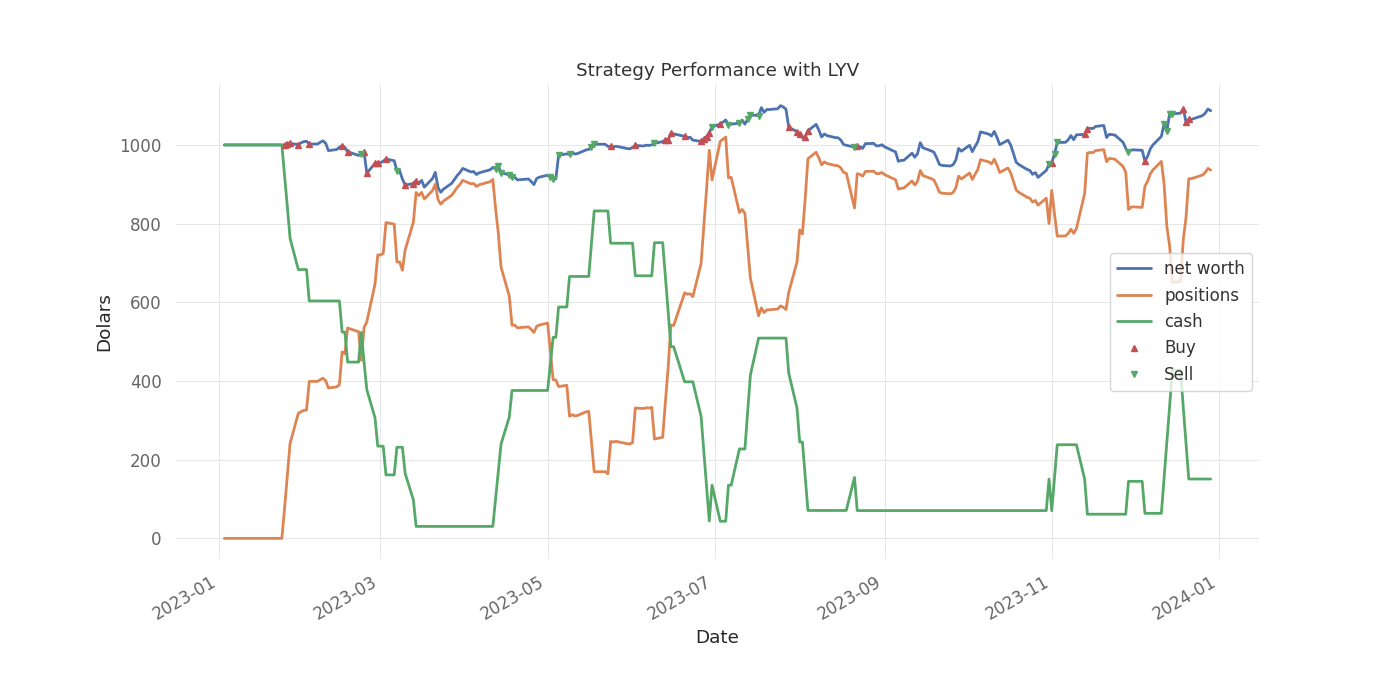 Strategy Performance with LYV
Dolars
1000
800
600
400
200
0
net worth
positions
cash
Buy
Sell
2023-01
2023-03
2023-05
2023-07
2023-09
2023-11
2024-01
Date